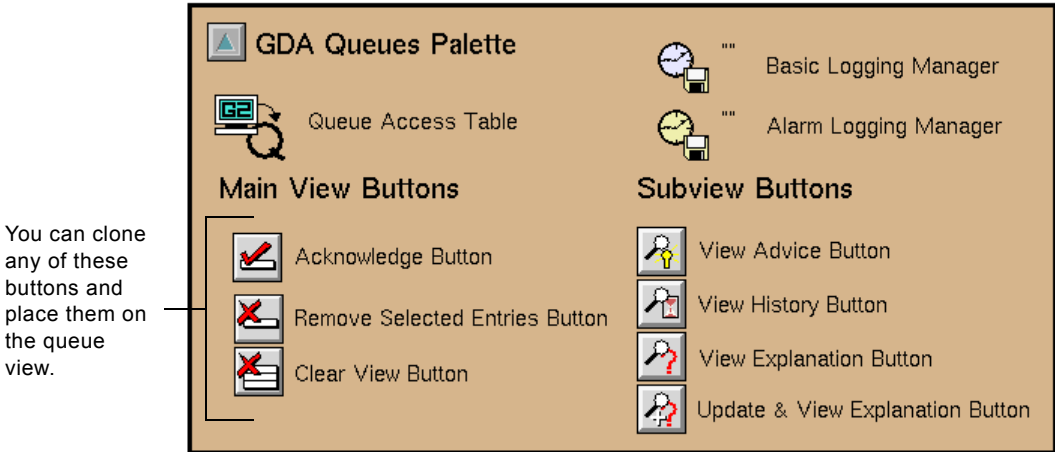 GDA Queues Palette
G2
Queue Access Table
""
Basic Logging Manager
""
Alarm Logging Manager
Main View Buttons
Acknowledge Button
Remove Selected Entries Button
Clear View Button
Subview Buttons
View Advice Button
View History Button
View Explanation Button
Update & View Explanation Button
You can clone
any of these
buttons and
place them on
the queue
view.